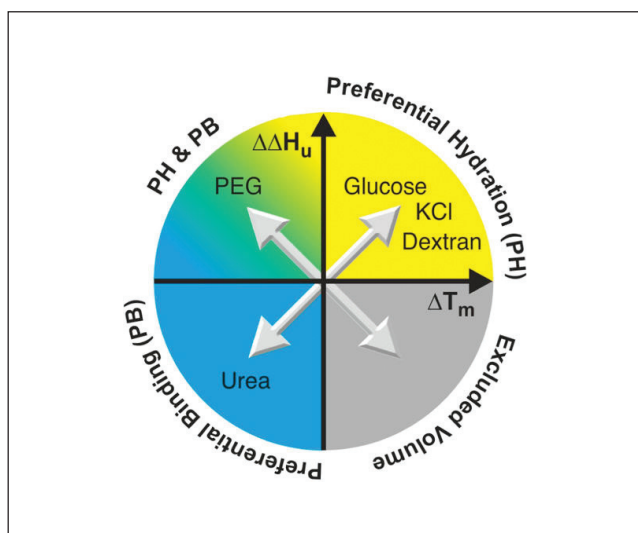 Preferential Hydration (PH)
PH & PB
ΔΔHu
PEG
Glucose
KCl
Dextran
ΔTm
Urea
Preferential Binding (PB)
Excluded Volume